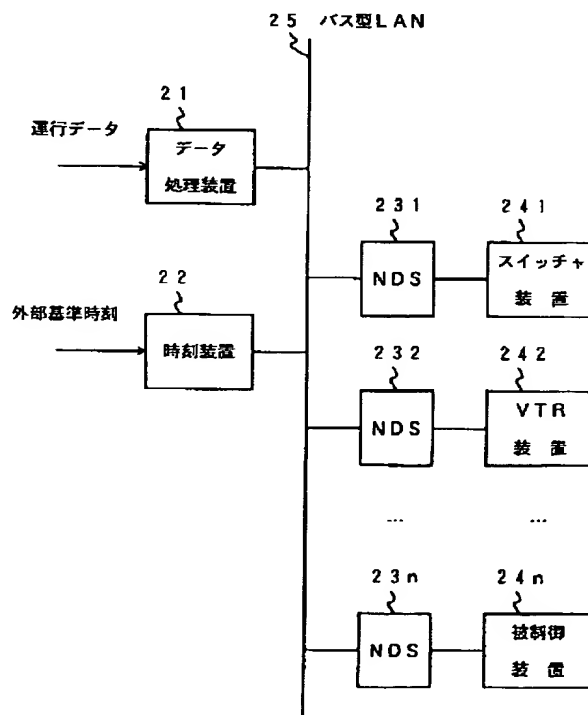 25 バス型LAN
21
運行データ
データ
処理装置
231
241
NDS
スイッチャ
装 置
22
外部基準時刻
時刻装置
232
242
NDS
VTR
装 置
…
…
23n
24n
NDS
被制御
装 置